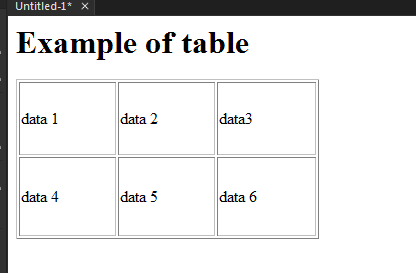 Untitled-1* ×
Example of table
data 1 data 2 data3
data 4 data 5 data 6